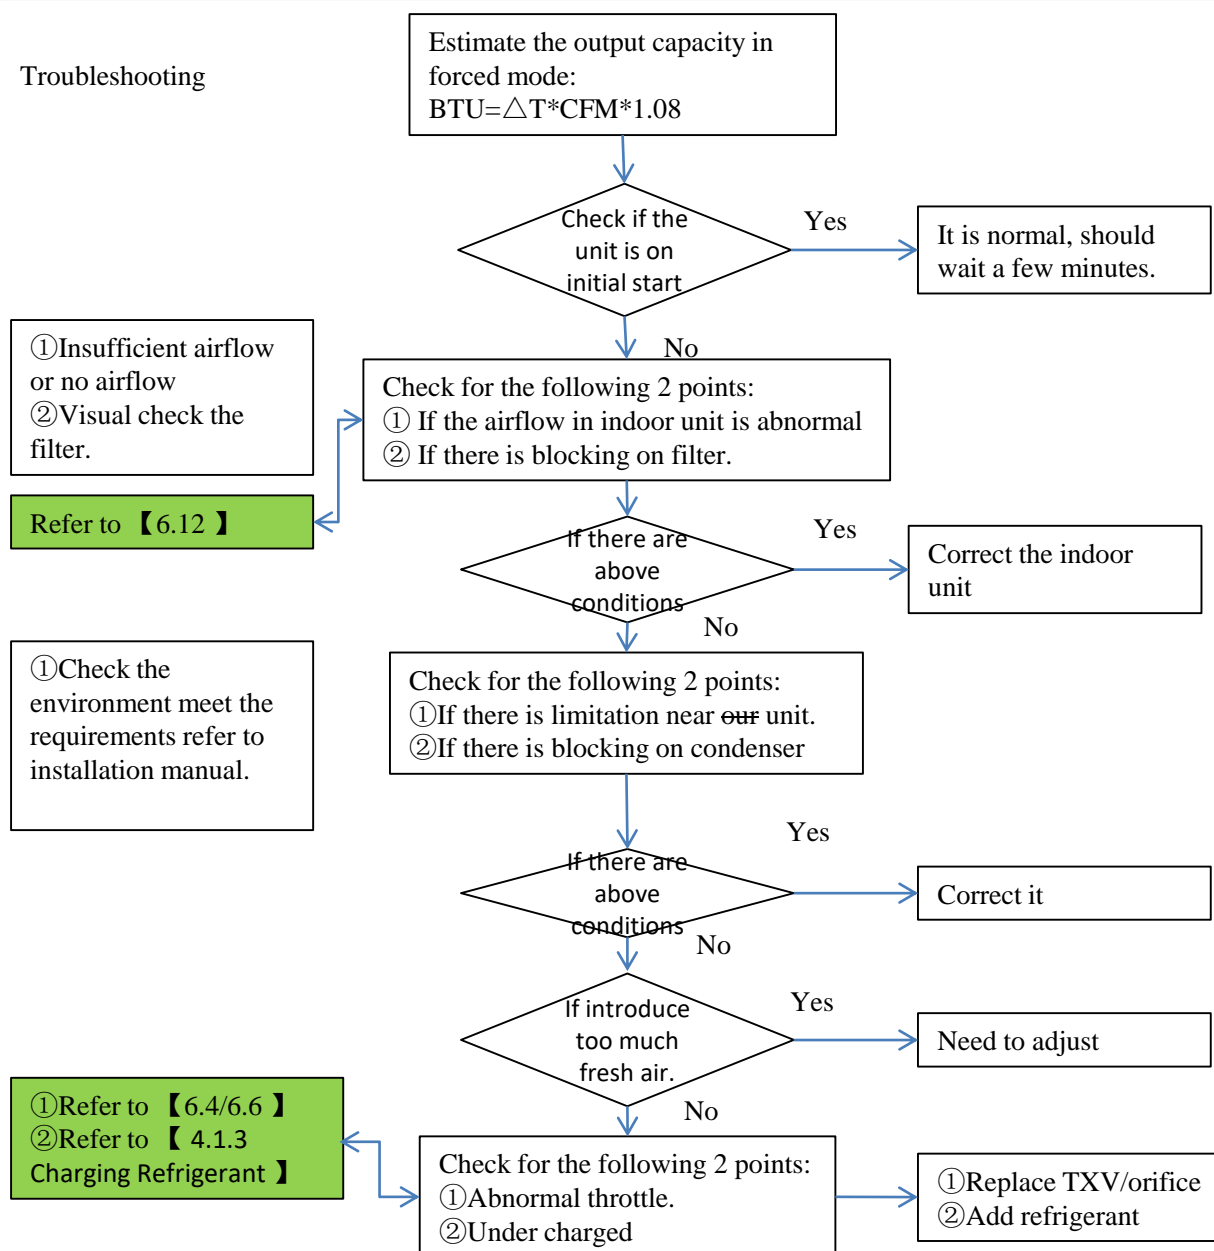 Troubleshooting
Estimate the output capacity in
forced mode:
BTU=△T*CFM*1.08
Check if the
unit is on
initial start
Yes
It is normal, should
wait a few minutes.
No
①Insufficient airflow
or no airflow
②Visual check the
filter.
Check for the following 2 points:
① If the airflow in indoor unit is abnormal
② If there is blocking on filter.
Refer to 【6.12 】
If there are
above
conditions
Yes
Correct the indoor
unit
No
①Check the
environment meet the
requirements refer to
installation manual.
Check for the following 2 points:
①If there is limitation near our unit.
②If there is blocking on condenser
If there are
above
conditions
Yes
Correct it
No
If introduce
too much
fresh air.
Yes
Need to adjust
No
①Refer to 【6.4/6.6 】
②Refer to 【 4.1.3
Charging Refrigerant 】
Check for the following 2 points:
①Abnormal throttle.
②Under charged
①Replace TXV/orifice
②Add refrigerant